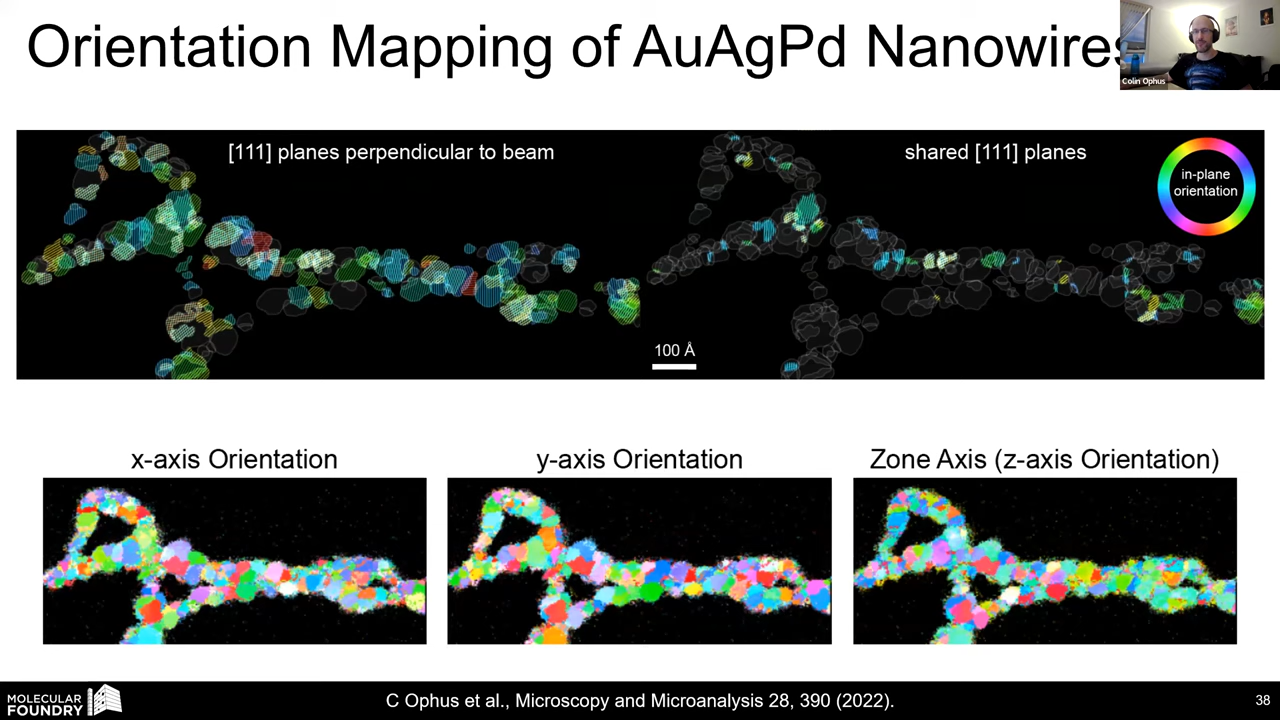 Orientation Mapping of AuAgPd Nanowires
Colin Ophus
[111] planes perpendicular to beam
shared [111] planes
in-plane
orientation
100 Å
x-axis Orientation
y-axis Orientation
Zone Axis (z-axis Orientation)
MOLECULAR
FOUNDRY
C Ophus et al., Microscopy and Microanalysis 28, 390 (2022).
38